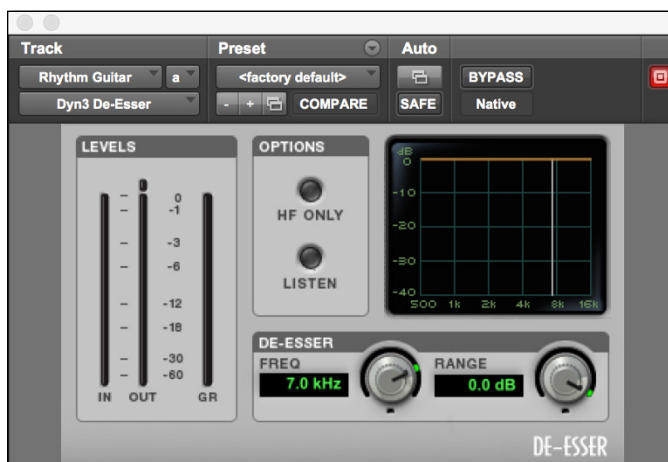 Track
Preset
Auto
Rhythm Guitar
a
<factory default>
BYPASS
Dyn3 De-Esser
- +
COMPARE
SAFE
Native
LEVELS
0
-1
-3
-6
-12
-18
-30
-60
IN OUT GR
OPTIONS
HF ONLY
LISTEN
dB
0
-10
-20
-30
-40
500 1k 2k 4k 8k 16k
DE-ESSER
FREQ
7.0 kHz
RANGE
0.0 dB
DE-ESSER